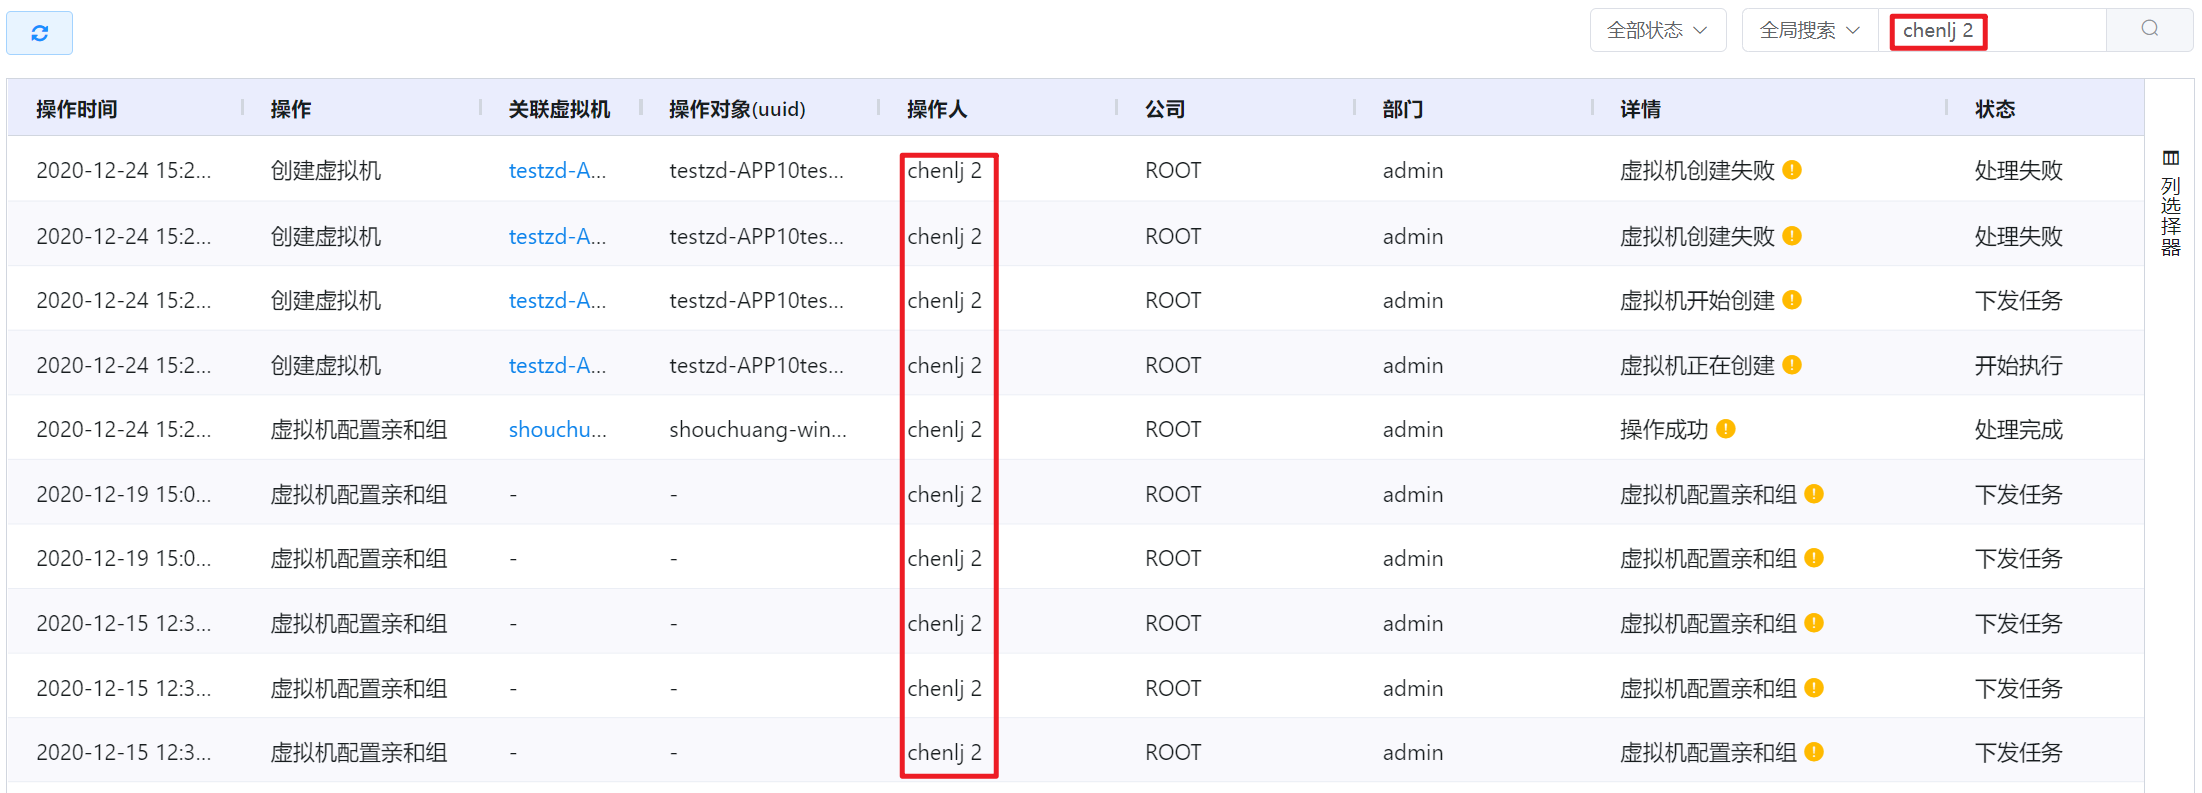 全部状态 全局搜索 chenlj 2
操作时间 操作 关联虚拟机 操作对象(uuid) 操作人 公司 部门 详情 状态
2020-12-24 15:2... 创建虚拟机 testzd-A... testzd-APP10tes... chenlj 2 ROOT admin 虚拟机创建失败 处理失败
2020-12-24 15:2... 创建虚拟机 testzd-A... testzd-APP10tes... chenlj 2 ROOT admin 虚拟机创建失败 处理失败
2020-12-24 15:2... 创建虚拟机 testzd-A... testzd-APP10tes... chenlj 2 ROOT admin 虚拟机开始创建 下发任务
2020-12-24 15:2... 创建虚拟机 testzd-A... testzd-APP10tes... chenlj 2 ROOT admin 虚拟机正在创建 开始执行
2020-12-24 15:2... 虚拟机配置亲和组 shouchu... shouchuang-win... chenlj 2 ROOT admin 操作成功 处理完成
2020-12-19 15:0... 虚拟机配置亲和组 - - chenlj 2 ROOT admin 虚拟机配置亲和组 下发任务
2020-12-19 15:0... 虚拟机配置亲和组 - - chenlj 2 ROOT admin 虚拟机配置亲和组 下发任务
2020-12-15 12:3... 虚拟机配置亲和组 - - chenlj 2 ROOT admin 虚拟机配置亲和组 下发任务
2020-12-15 12:3... 虚拟机配置亲和组 - - chenlj 2 ROOT admin 虚拟机配置亲和组 下发任务
2020-12-15 12:3... 虚拟机配置亲和组 - - chenlj 2 ROOT admin 虚拟机配置亲和组 下发任务
列选择器